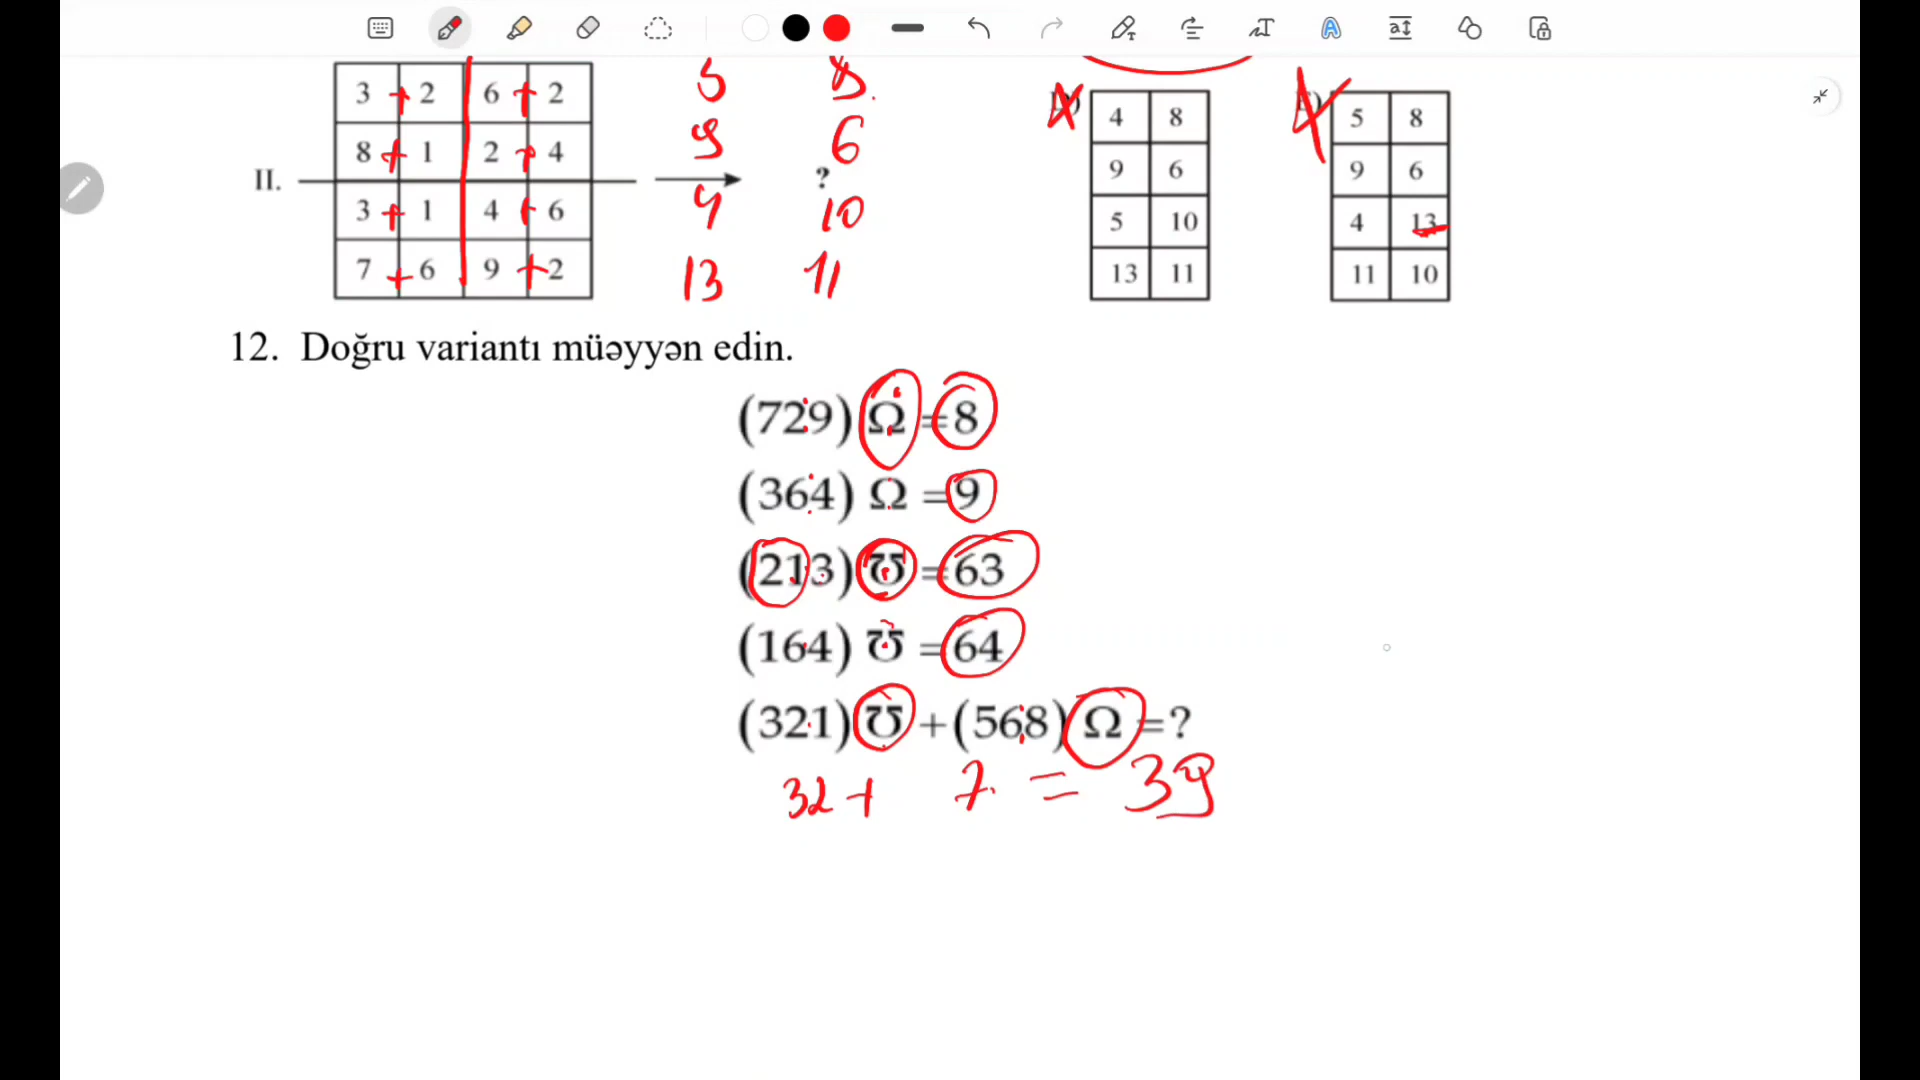 3 + 2 6 + 2 5 8
8 + 1 2 + 4 9 6
II. ?
3 + 1 4 + 6 4 10
7 + 6 9 + 2 13 11
4 8
9 6
5 10
13 11
5 8
9 6
4 13
11 10
12. Doğru variantı müəyyən edin.
(729) Ω = 8
(364) Ω = 9
(213) ℧ = 63
(164) ℧ = 64
(321) ℧ + (568) Ω = ?
32 + 7 = 39